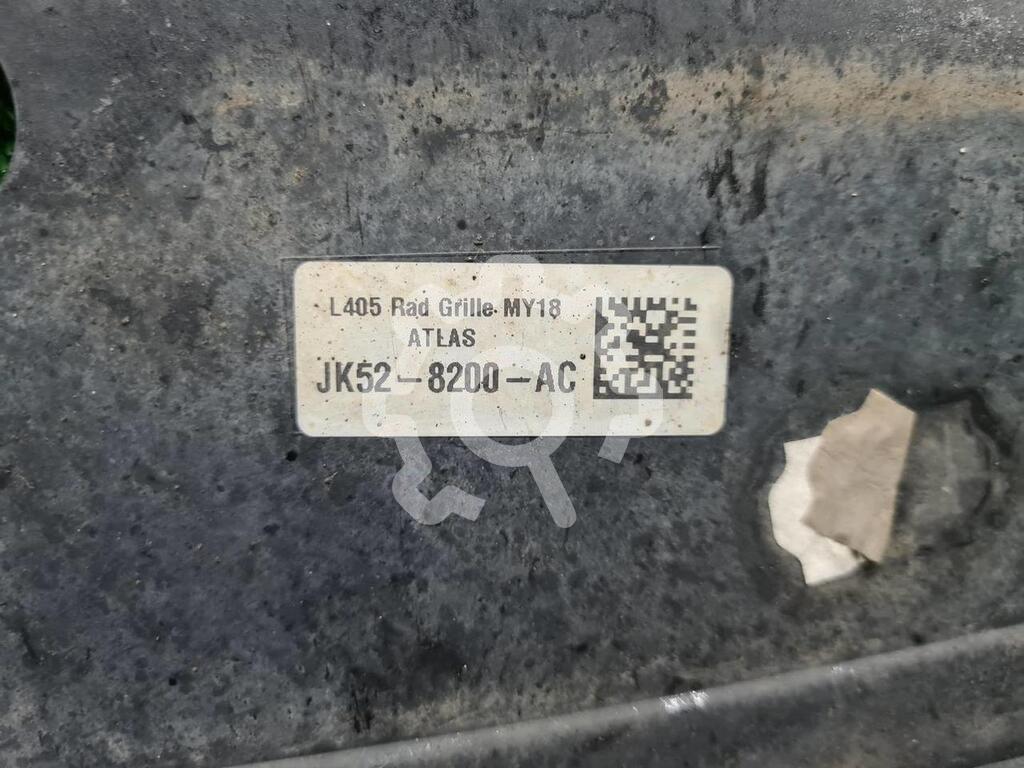 L405 Rad Grille MY18
ATLAS
JK52-8200-AC